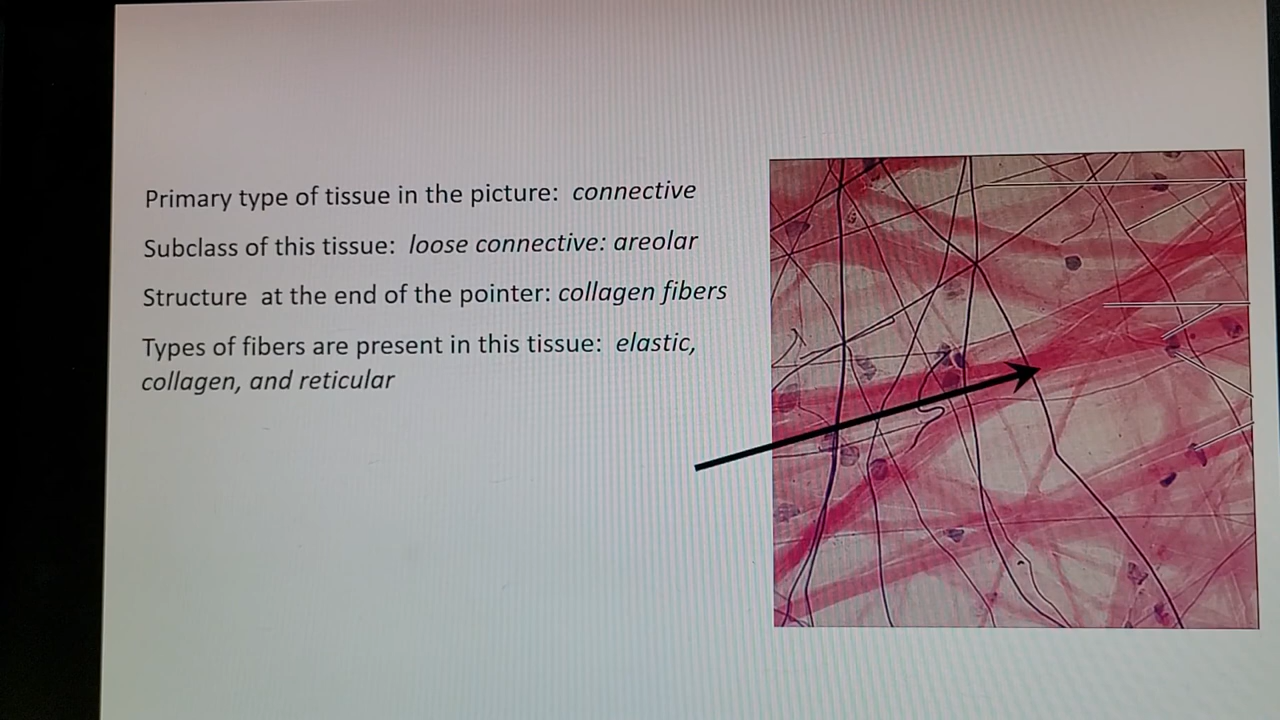 Primary type of tissue in the picture: connective
Subclass of this tissue: loose connective: areolar
Structure at the end of the pointer: collagen fibers
Types of fibers are present in this tissue: elastic,
collagen, and reticular